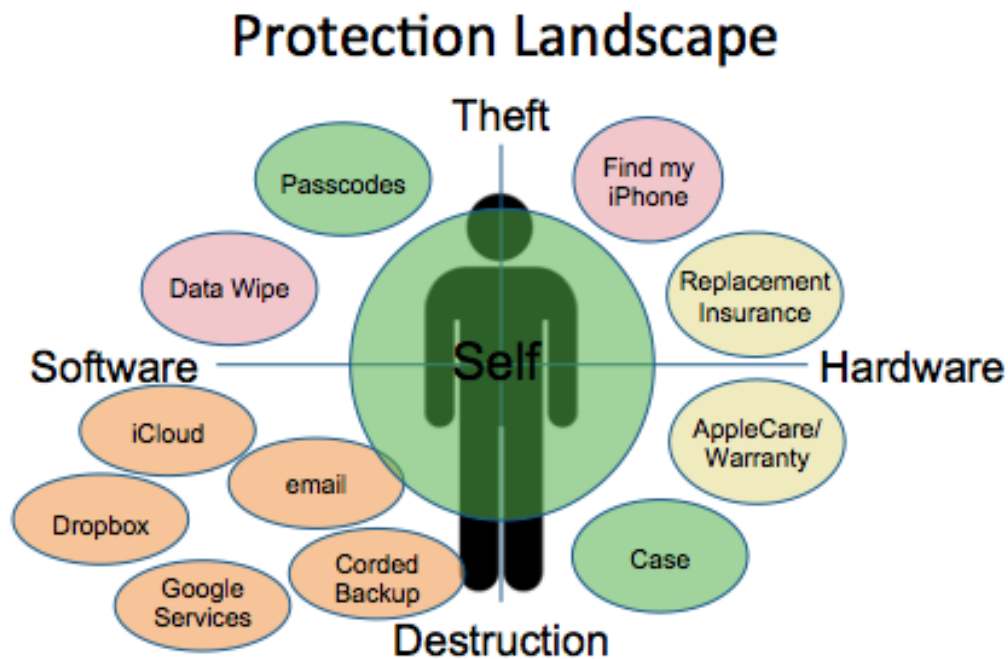 Protection Landscape
Theft
Passcodes
Find my
iPhone
Data Wipe
Replacement
Insurance
Software
Self
Hardware
iCloud
AppleCare/
Warranty
email
Dropbox
Case
Corded
Backup
Google
Services
Destruction